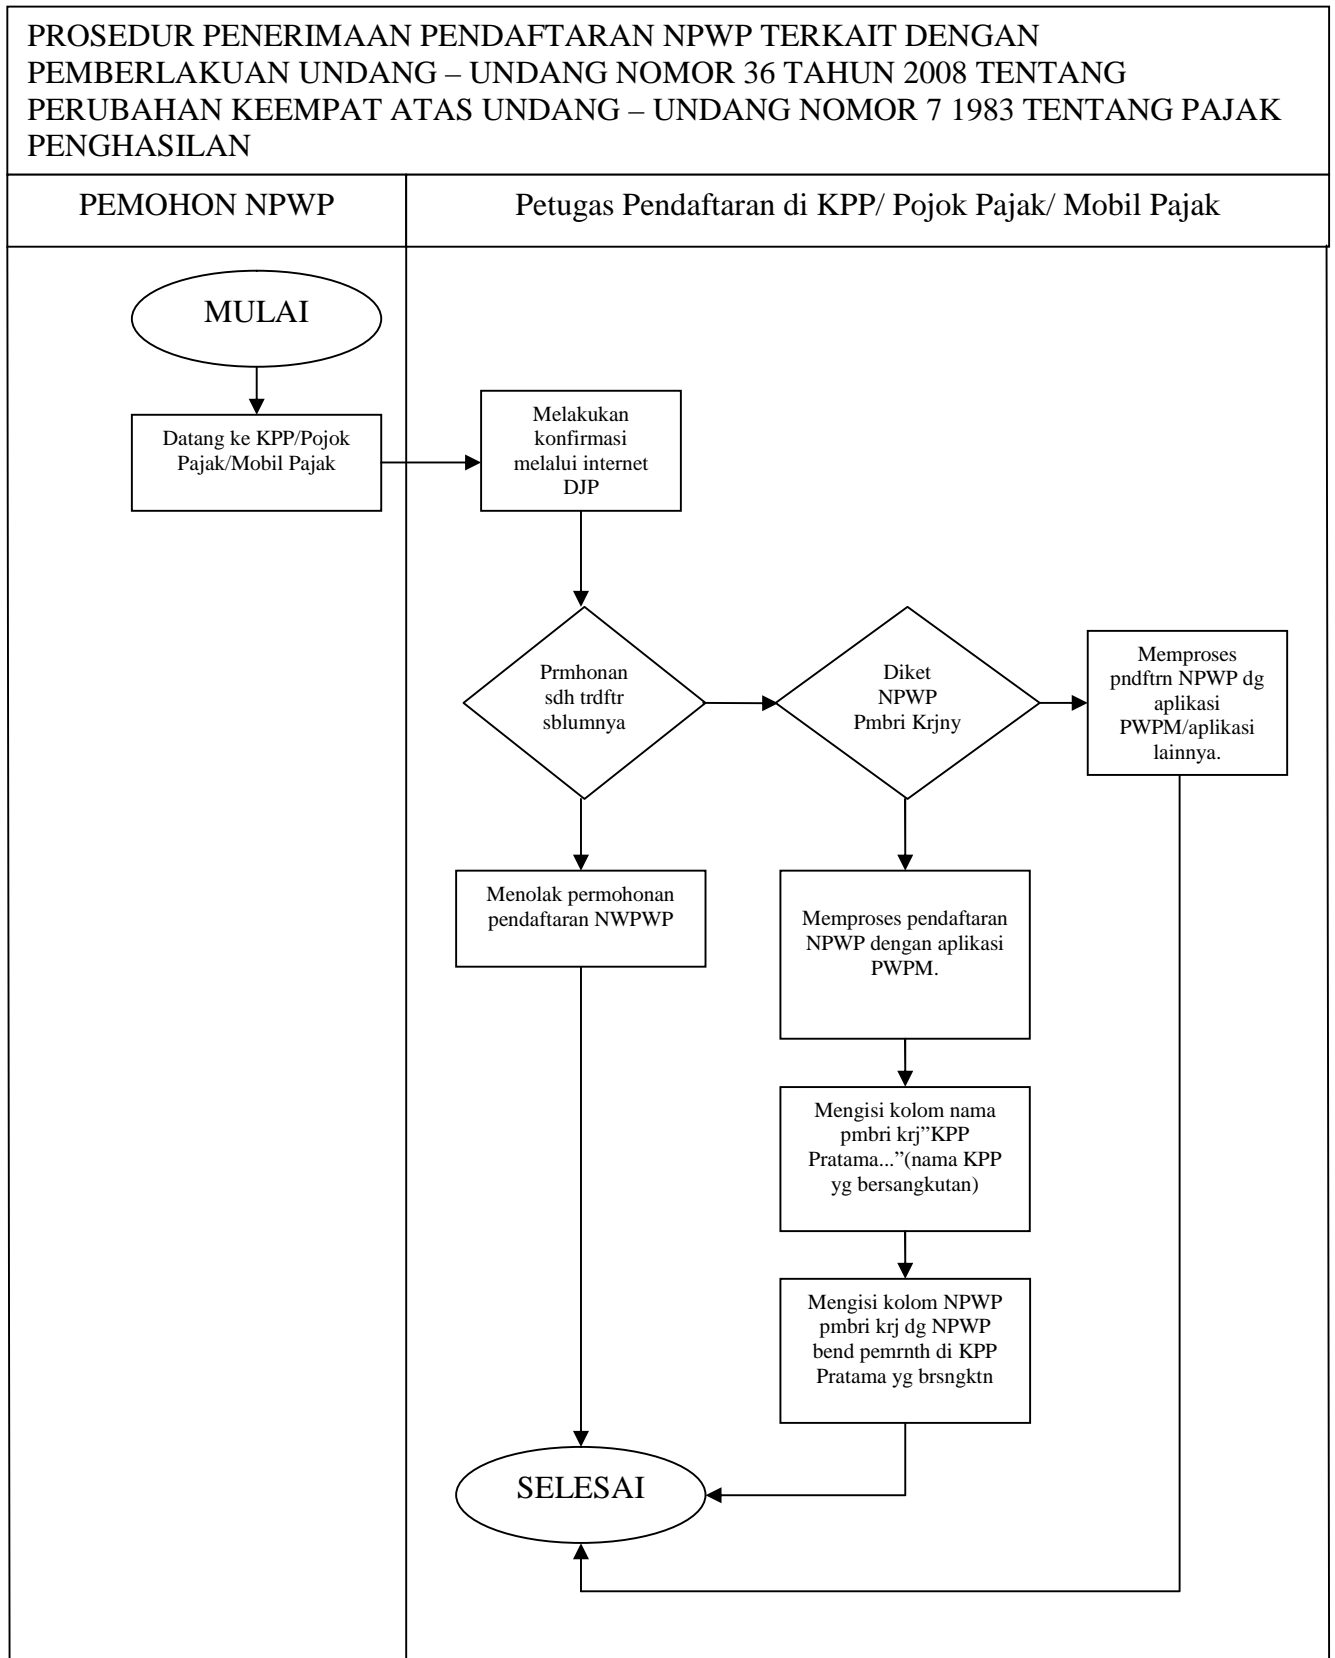 PROSEDUR PENERIMAAN PENDAFTARAN NPWP TERKAIT DENGAN
PEMBERLAKUAN UNDANG – UNDANG NOMOR 36 TAHUN 2008 TENTANG
PERUBAHAN KEEMPAT ATAS UNDANG – UNDANG NOMOR 7 1983 TENTANG PAJAK
PENGHASILAN
PEMOHON NPWP
Petugas Pendaftaran di KPP/ Pojok Pajak/ Mobil Pajak
MULAI
Datang ke KPP/Pojok
Pajak/Mobil Pajak
Melakukan
konfirmasi
melalui internet
DJP
Prmhonan
sdh trdftr
sblumnya
Diket
NPWP
Pmbri Krjny
Memproses
pndftrn NPWP dg
aplikasi
PWPM/aplikasi
lainnya.
Menolak permohonan
pendaftaran NWPWP
Memproses pendaftaran
NPWP dengan aplikasi
PWPM.
Mengisi kolom nama
pmbri krj”KPP
Pratama...”(nama KPP
yg bersangkutan)
Mengisi kolom NPWP
pmbri krj dg NPWP
bend pemrnth di KPP
Pratama yg brsngktn
SELESAI